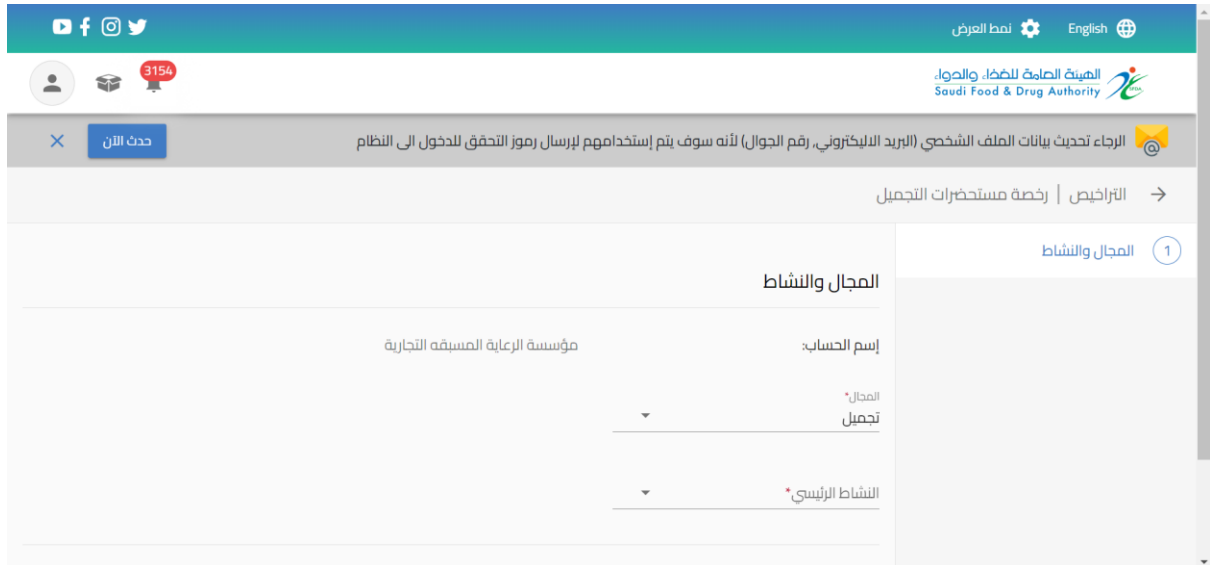 English
نمط العرض
الهيئة العامة للغذاء والدواء
Saudi Food & Drug Authority
SFDA
3154
الرجاء تحديث بيانات الملف الشخصي (البريد الاليكتروني, رقم الجوال) لأنه سوف يتم إستخدامهم لإرسال رموز التحقق للدخول الى النظام
حدث الآن
التراخيص | رخصة مستحضرات التجميل
1 المجال والنشاط
المجال والنشاط
إسم الحساب: مؤسسة الرعاية المسبقه التجارية
المجال*
تجميل
النشاط الرئيسي*